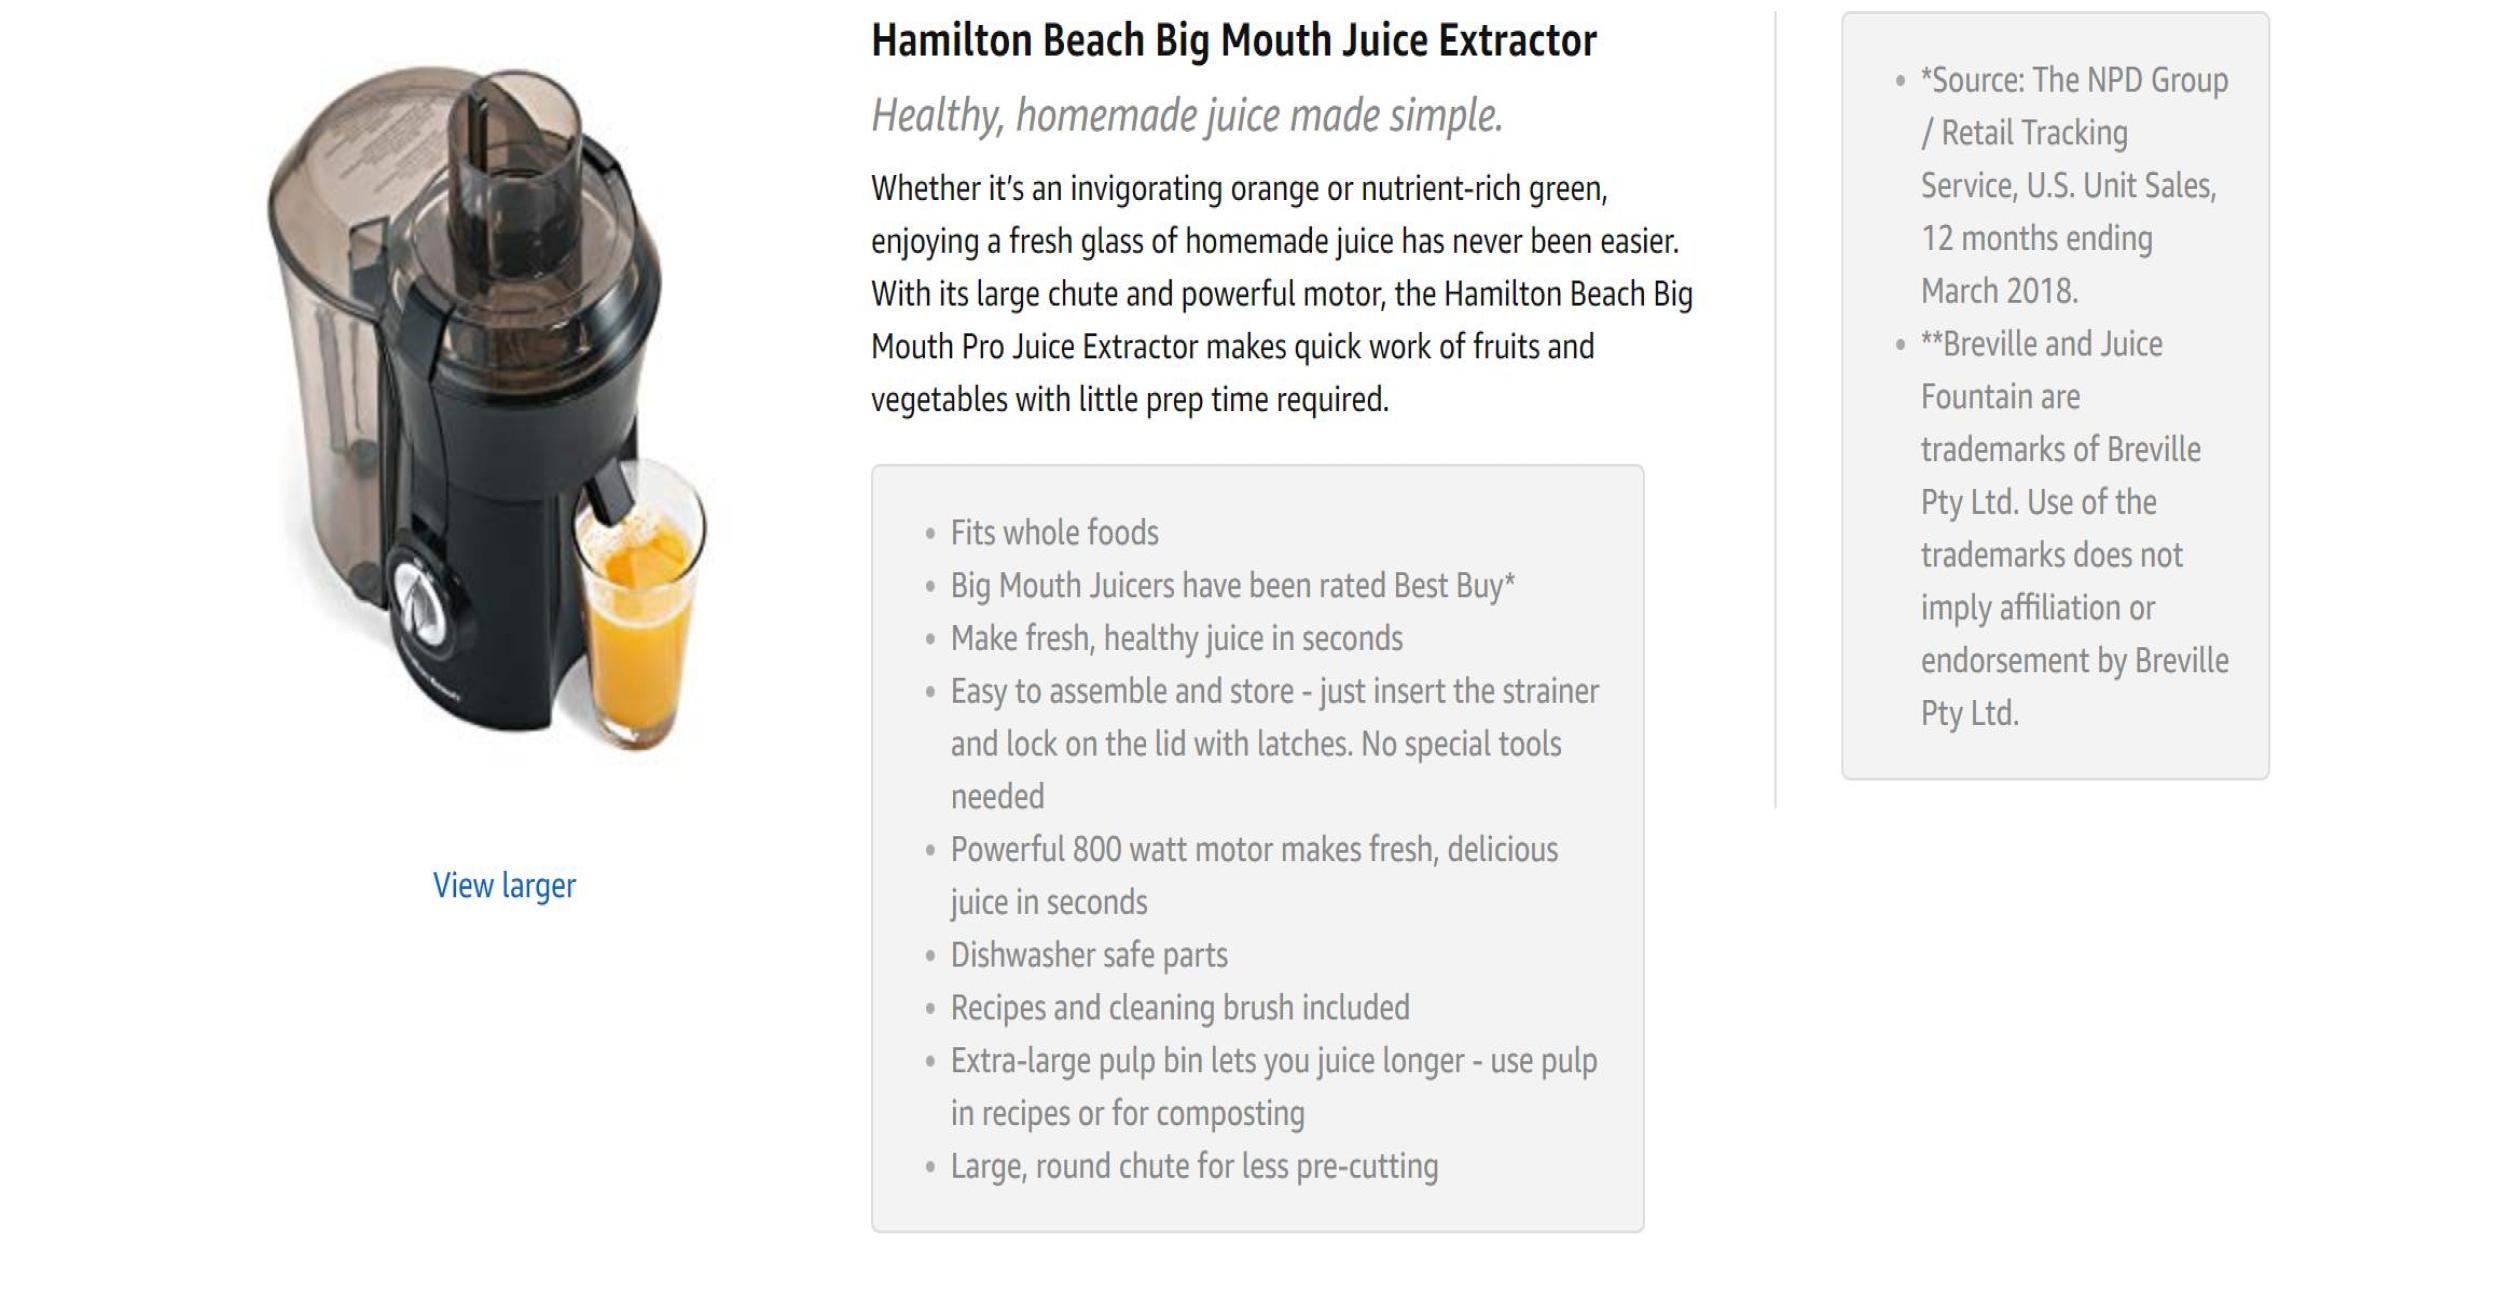 Hamilton Beach Big Mouth Juice Extractor
Healthy, homemade juice made simple.
Whether it's an invigorating orange or nutrient-rich green,
enjoying a fresh glass of homemade juice has never been easier.
With its large chute and powerful motor, the Hamilton Beach Big
Mouth Pro Juice Extractor makes quick work of fruits and
vegetables with little prep time required.
• Fits whole foods
• Big Mouth Juicers have been rated Best Buy*
• Make fresh, healthy juice in seconds
• Easy to assemble and store - just insert the strainer
and lock on the lid with latches. No special tools
needed
• Powerful 800 watt motor makes fresh, delicious
juice in seconds
• Dishwasher safe parts
• Recipes and cleaning brush included
• Extra-large pulp bin lets you juice longer - use pulp
in recipes or for composting
• Large, round chute for less pre-cutting
• *Source: The NPD Group
/ Retail Tracking
Service, U.S. Unit Sales,
12 months ending
March 2018.
• **Breville and Juice
Fountain are
trademarks of Breville
Pty Ltd. Use of the
trademarks does not
imply affiliation or
endorsement by Breville
Pty Ltd.
View larger